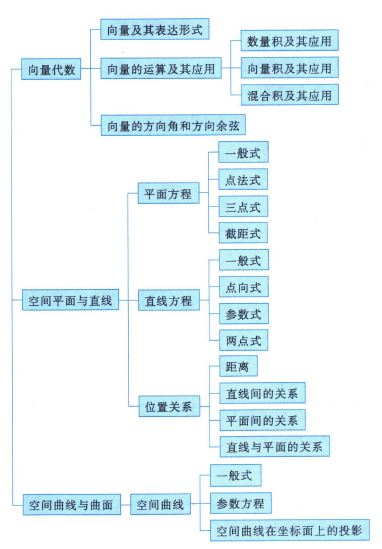 向量及其表达形式
数量积及其应用
向量代数
向量的运算及其应用
向量积及其应用
混合积及其应用
向量的方向角和方向余弦
一般式
平面方程
点法式
三点式
截距式
一般式
空间平面与直线
直线方程
点向式
参数式
两点式
距离
直线间的关系
位置关系
平面间的关系
直线与平面的关系
一般式
空间曲线与曲面
空间曲线
参数方程
空间曲线在坐标面上的投影